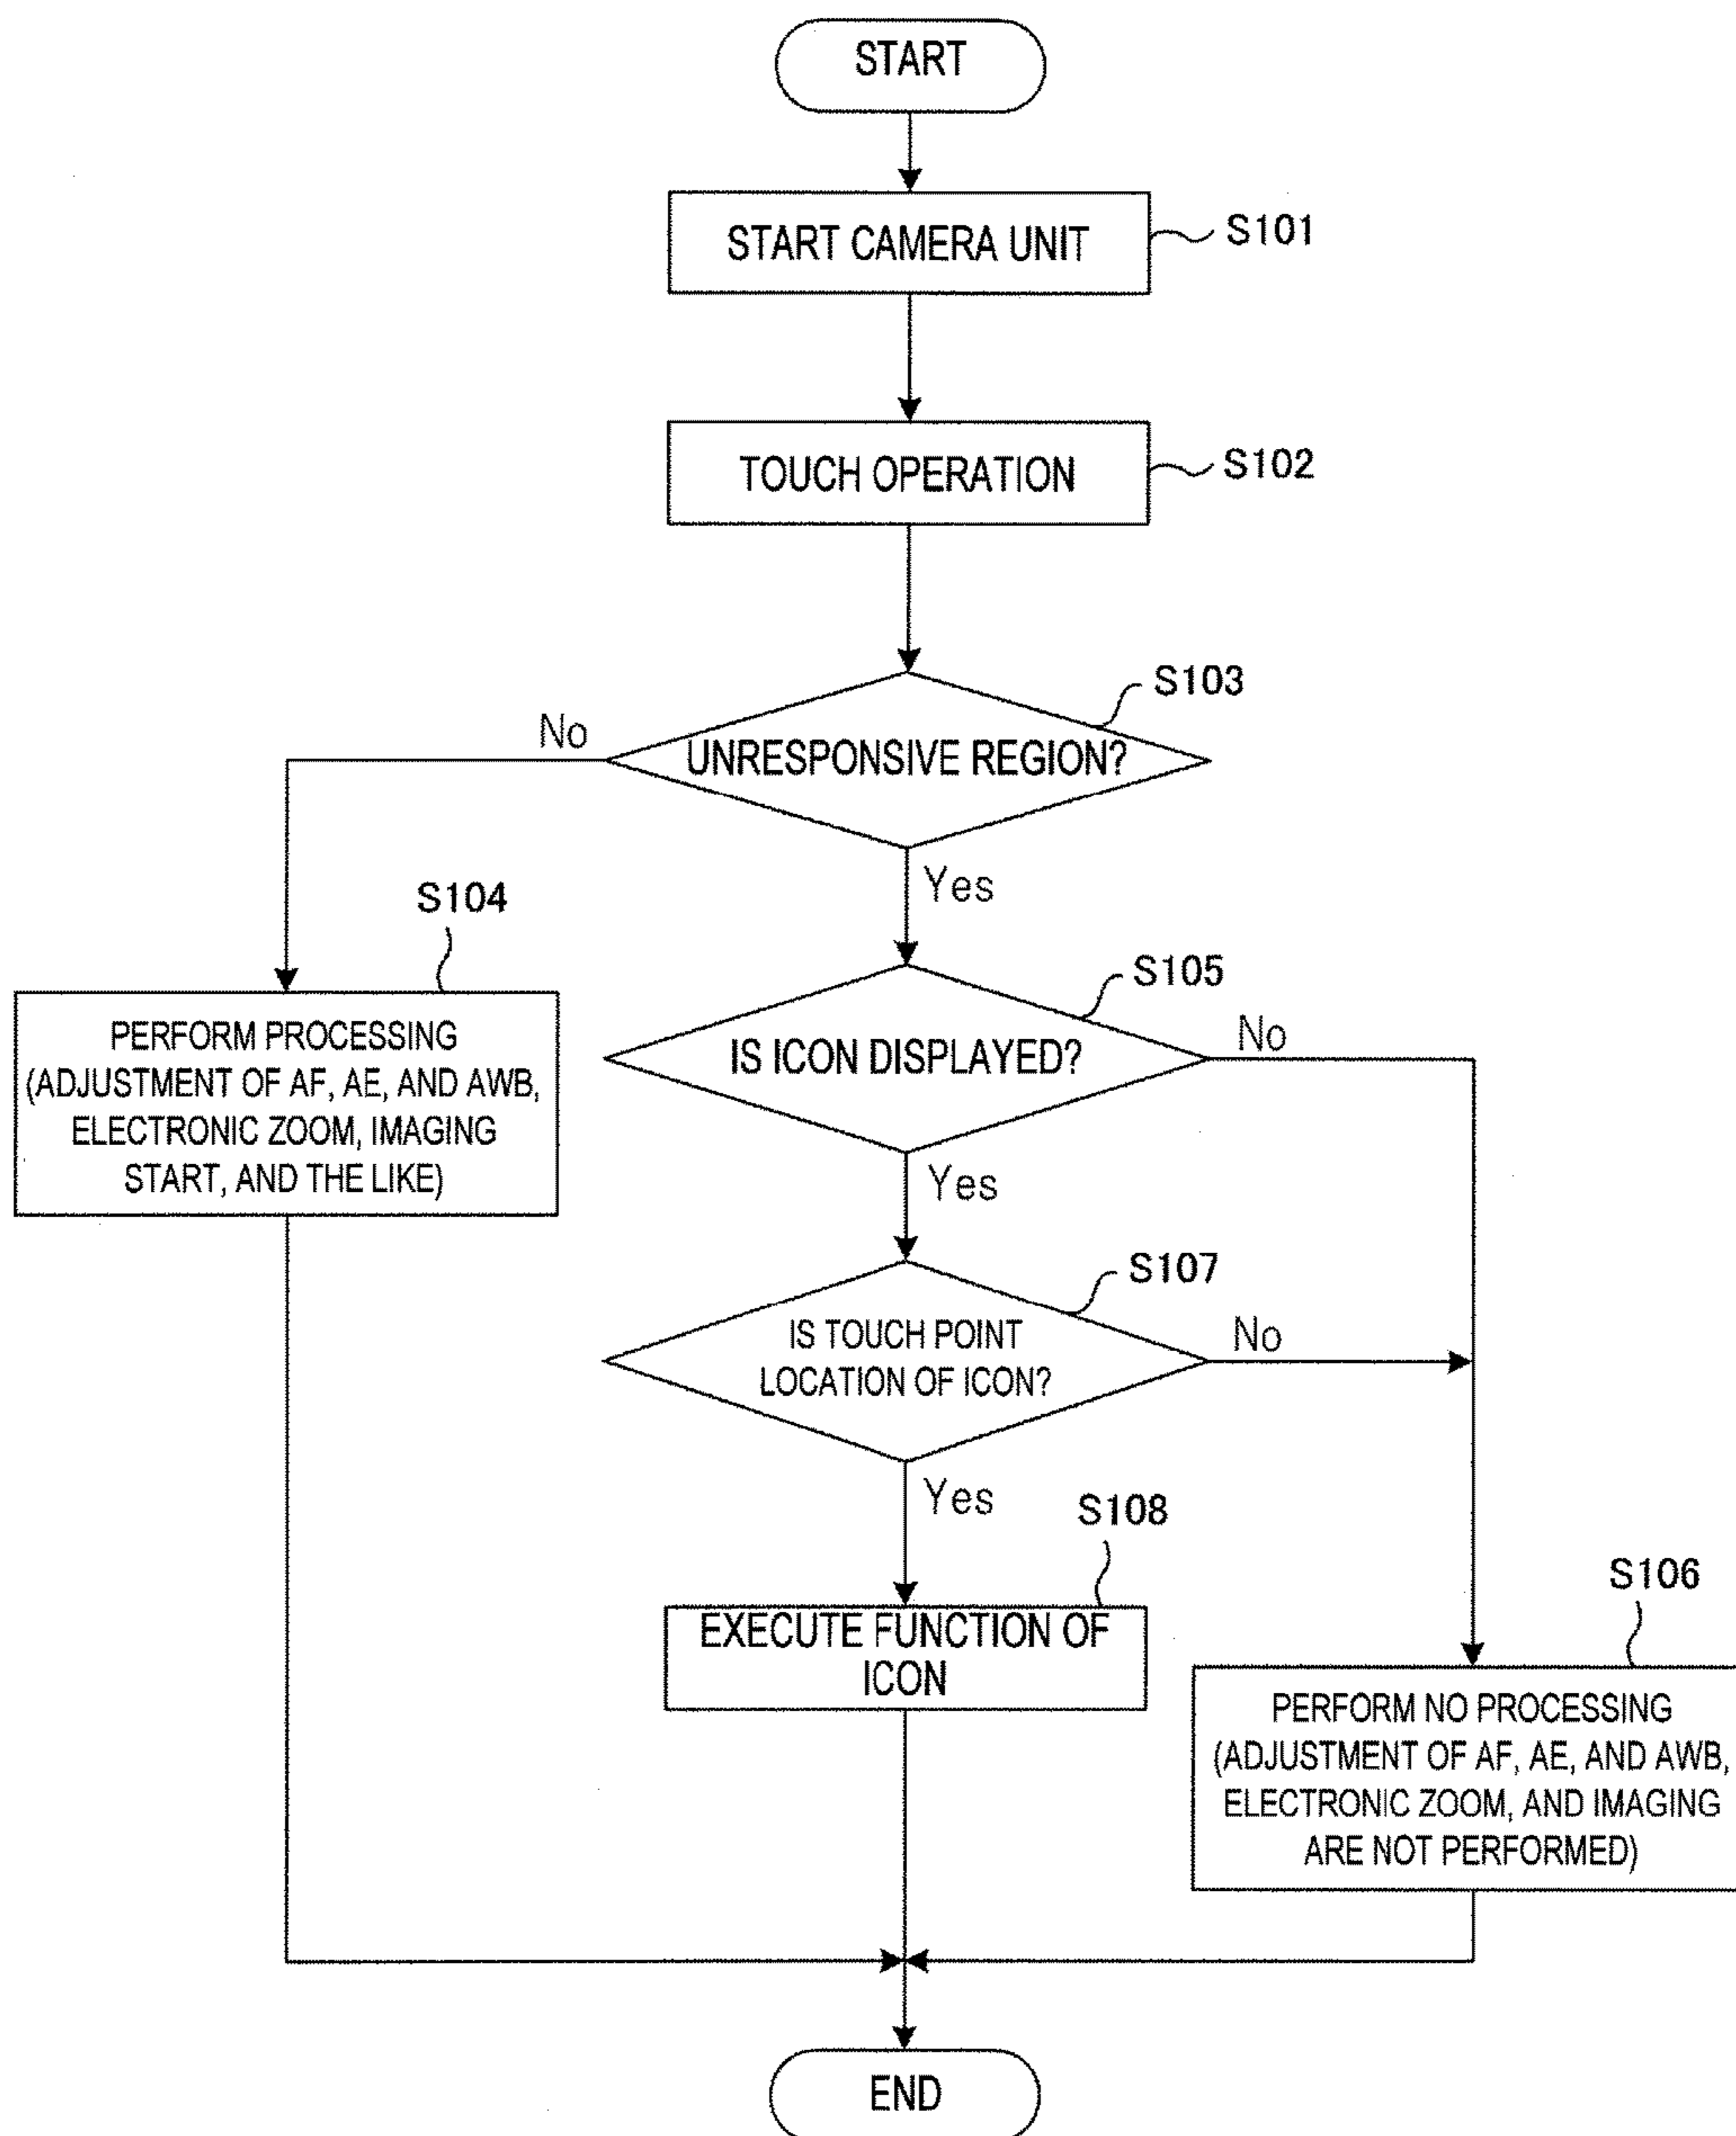 START
START CAMERA UNIT
S101
TOUCH OPERATION
S102
S103
No
UNRESPONSIVE REGION?
Yes
S104
PERFORM PROCESSING
(ADJUSTMENT OF AF, AE, AND AWB,
ELECTRONIC ZOOM, IMAGING
START, AND THE LIKE)
S105
IS ICON DISPLAYED?
No
Yes
S107
IS TOUCH POINT
LOCATION OF ICON?
No
Yes
S108
EXECUTE FUNCTION OF
ICON
S106
PERFORM NO PROCESSING
(ADJUSTMENT OF AF, AE, AND AWB,
ELECTRONIC ZOOM, AND IMAGING
ARE NOT PERFORMED)
END